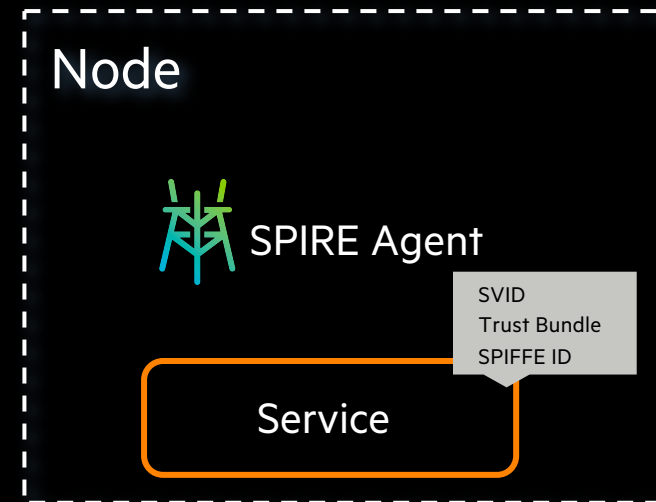 Node
SPIRE Agent
SVID
Trust Bundle
SPIFFE ID
Service